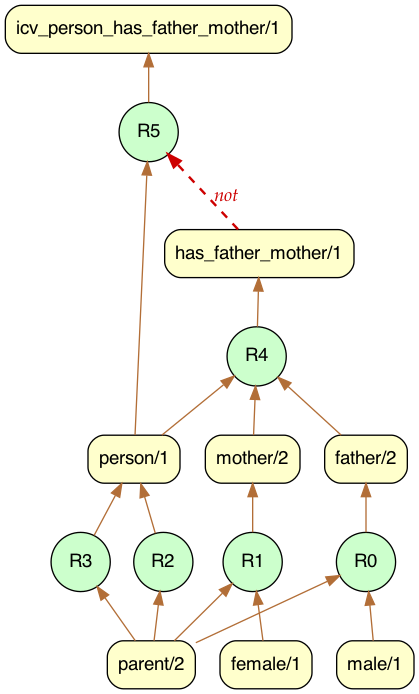 icv_person_has_father_mother/1
R5
not
has_father_mother/1
R4
person/1
mother/2
father/2
R3
R2
R1
R0
parent/2
female/1
male/1